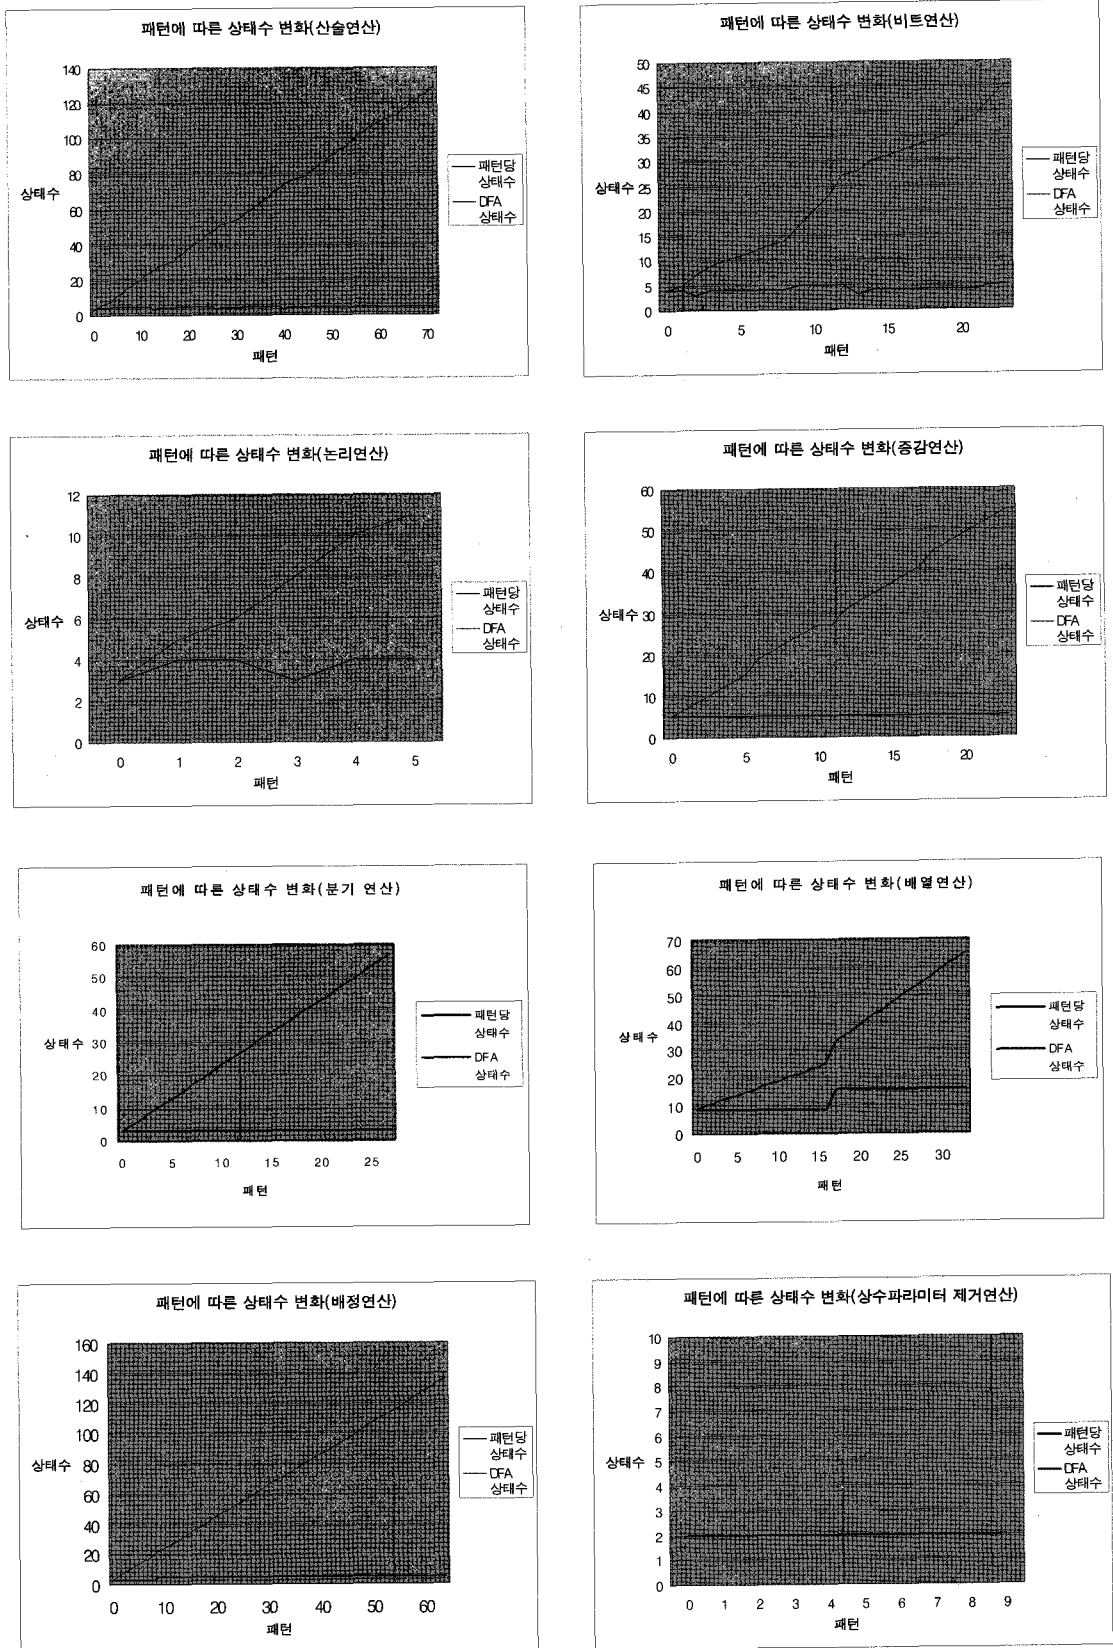 패턴에 따른 상태수 변화(산술연산)
140
120
100
80
60
40
20
0
상태수
0 10 20 30 40 50 60 70
패턴
패턴당
상태수
DFA
상태수
패턴에 따른 상태수 변화(비트연산)
50
45
40
35
30
25
20
15
10
5
0
상태수
0 5 10 15 20
패턴
패턴당
상태수
DFA
상태수
패턴에 따른 상태수 변화(논리연산)
12
10
8
6
4
2
0
상태수
0 1 2 3 4 5
패턴
패턴당
상태수
DFA
상태수
패턴에 따른 상태수 변화(증감연산)
60
50
40
30
20
10
0
상태수
0 5 10 15 20
패턴
패턴당
상태수
DFA
상태수
패턴에 따른 상태수 변화(분기 연산)
60
50
40
30
20
10
0
상태수
0 5 10 15 20 25
패턴
패턴당
상태수
DFA
상태수
패턴에 따른 상태수 변화(배열연산)
70
60
50
40
30
20
10
0
상태수
0 5 10 15 20 25 30
패턴
패턴당
상태수
DFA
상태수
패턴에 따른 상태수 변화(배정연산)
160
140
120
100
80
60
40
20
0
상태수
0 10 20 30 40 50 60
패턴
패턴당
상태수
DFA
상태수
패턴에 따른 상태수 변화(상수파라미터 제거연산)
10
9
8
7
6
5
4
3
2
1
0
상태수
0 1 2 3 4 5 6 7 8 9
패턴
패턴당
상태수
DFA
상태수